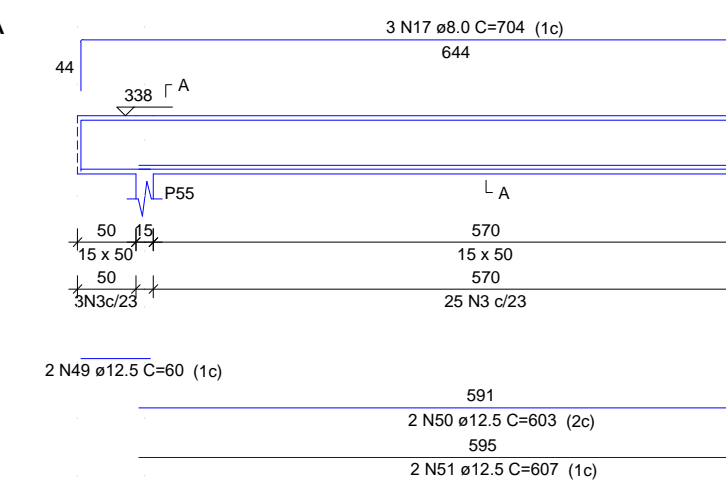 A
3 N17 ø8.0 C=704 (1c)
644
44
338
A
P55
A
50
15
570
15 x 50
15 x 50
50
570
3N3c/23
25 N3 c/23
2 N49 ø12.5 C=60 (1c)
591
2 N50 ø12.5 C=603 (2c)
595
2 N51 ø12.5 C=607 (1c)